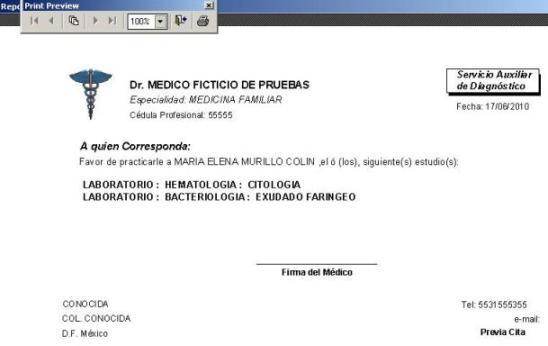 Repo Print Preview
100%
Dr. MEDICO FICTICIO DE PRUEBAS
Especialidad: MEDICINA FAMILIAR
Cédula Profesional: 55555
Servicio Auxiliar
de Diagnóstico
Fecha: 17/06/2010
A quien Corresponda:
Favor de practicarle a MARIA ELENA MURILLO COLIN ,el ó (los), siguiente(s) estudio(s):
LABORATORIO : HEMATOLOGIA : CITOLOGIA
LABORATORIO : BACTERIOLOGIA : EXUDADO FARINGEO
Firma del Médico
CONOCIDA
COL. CONOCIDA
D.F. México
Tel: 5531555355
e-mail:
Previa Cita